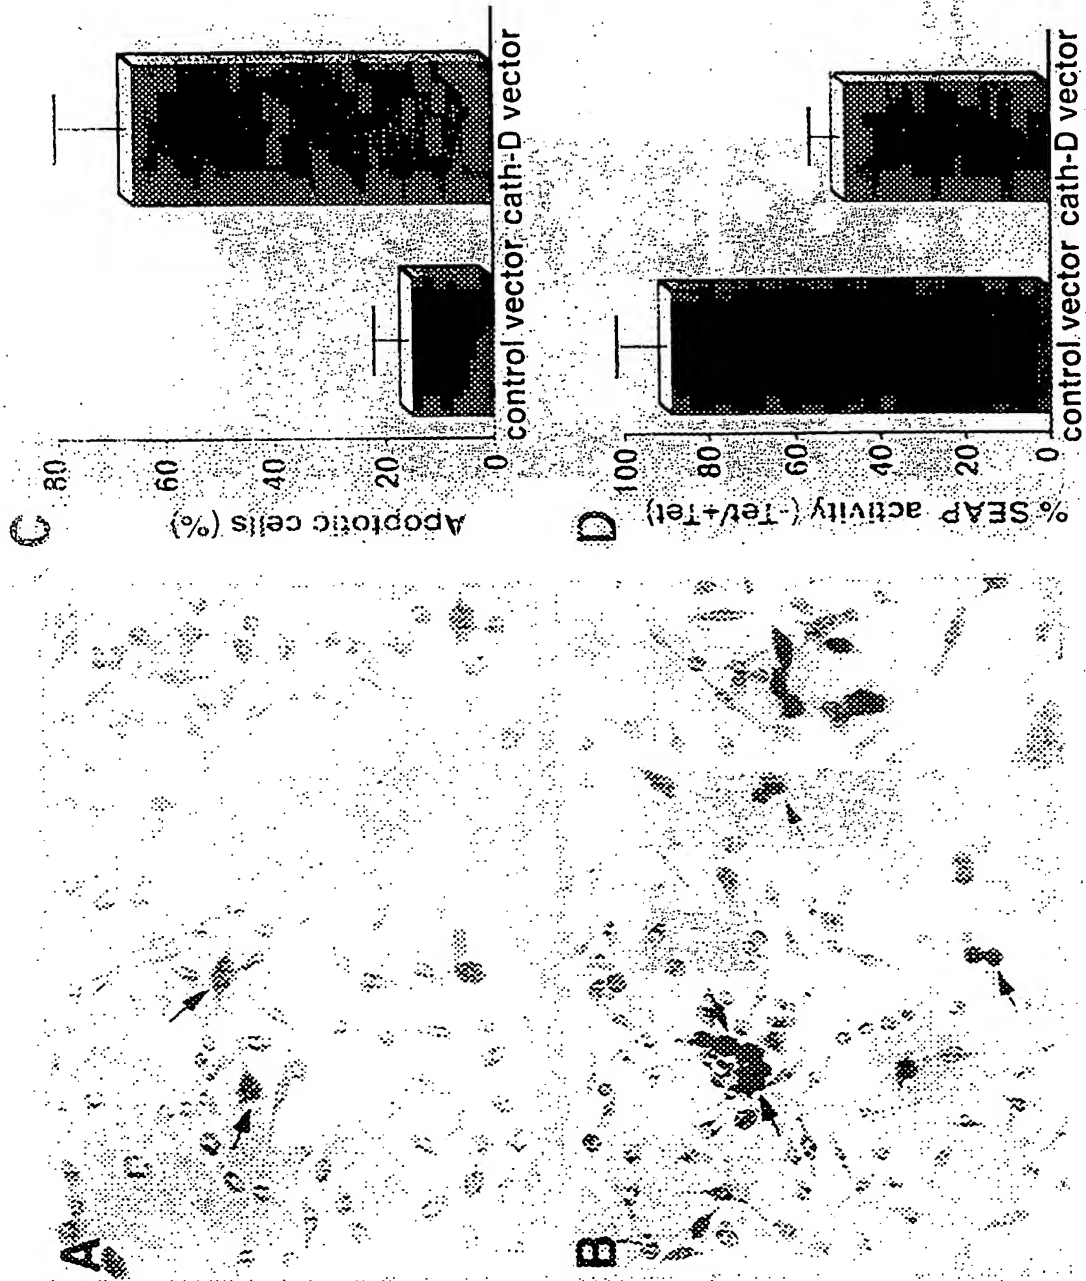 A
B
C
Apoptotic cells (%)
80
60
40
20
0
control vector cath-D vector
D
% SEAP activity (-Tet/+Tet)
100
80
60
40
20
0
control vector cath-D vector